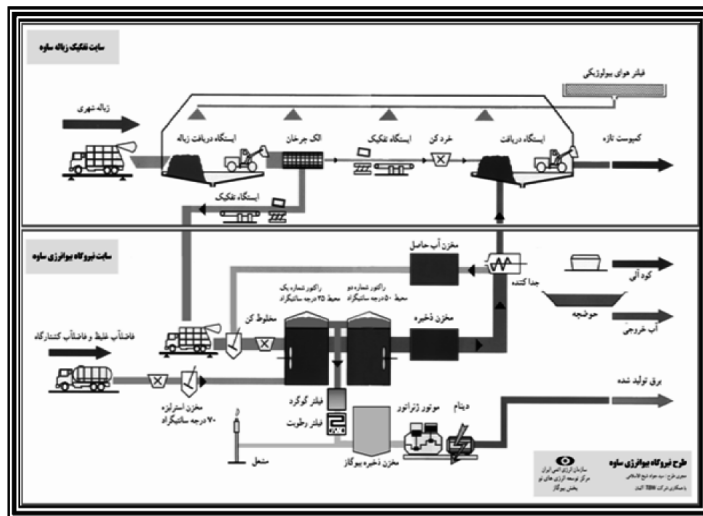 سایت تفکیک زباله ساوه
فیلتر هوای بیولوژیکی
زباله شهری
ایستگاه دریافت زباله
الک چرخان
ایستگاه تفکیک
خرد کن
ایستگاه دریافت
کمپوست تازه
ایستگاه تفکیک
سایت نیروگاه بیوانرژی ساوه
مخزن آب حاصل
جدا کننده
کود آلی
راکتور شماره یک
محیط ۳۵ درجه سانتیگراد
راکتور شماره دو
محیط ۵۰ درجه سانتیگراد
حوضچه
آب خروجی
مخلوط کن
مخزن ذخیره
فاضلاب غلیظ و فاضلاب کشتارگاه
مخزن استرلیزه
۷۰ درجه سانتیگراد
فیلتر گوگرد
فیلتر رطوبت
مشعل
مخزن ذخیره بیوگاز
موتور ژنراتور
دینام
برق تولید شده
طرح نیروگاه بیوانرژی ساوه
سازمان انرژی اتمی ایران
مرکز توسعه انرژی های نو
بخش بیوگاز